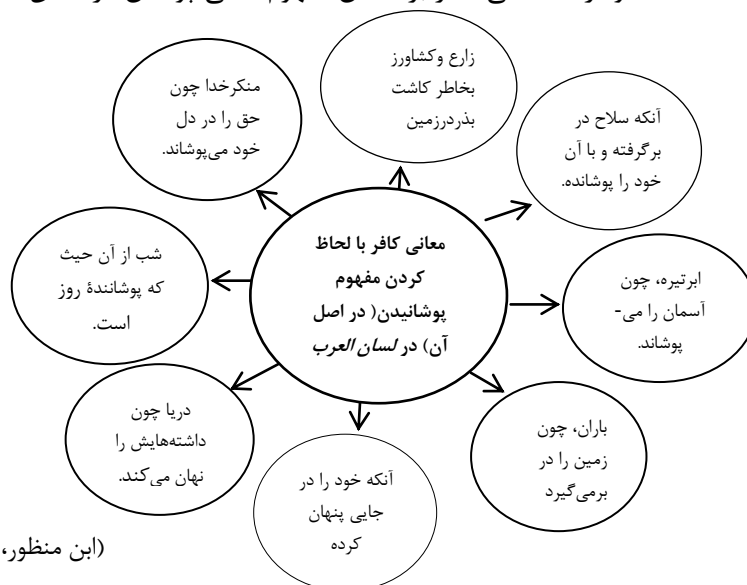 معانی کافر با لحاظ
کردن مفهوم
پوشانیدن( در اصل
آن) در لسان العرب
زارع وکشاورز
بخاطر کاشت
بذردرزمین
آنکه سلاح در
برگرفته و با آن
خود را پوشانده.
ابرتیره، چون
آسمان را می-
پوشاند.
باران، چون
زمین را در
برمی‌گیرد
آنکه خود را در
جایی پنهان
کرده
دریا چون
داشته‌هایش را
نهان می‌کند.
شب از آن حیث
که پوشانندۀ روز
است.
منکرخدا چون
حق را در دل
خود می‌پوشاند.
(ابن منظور،